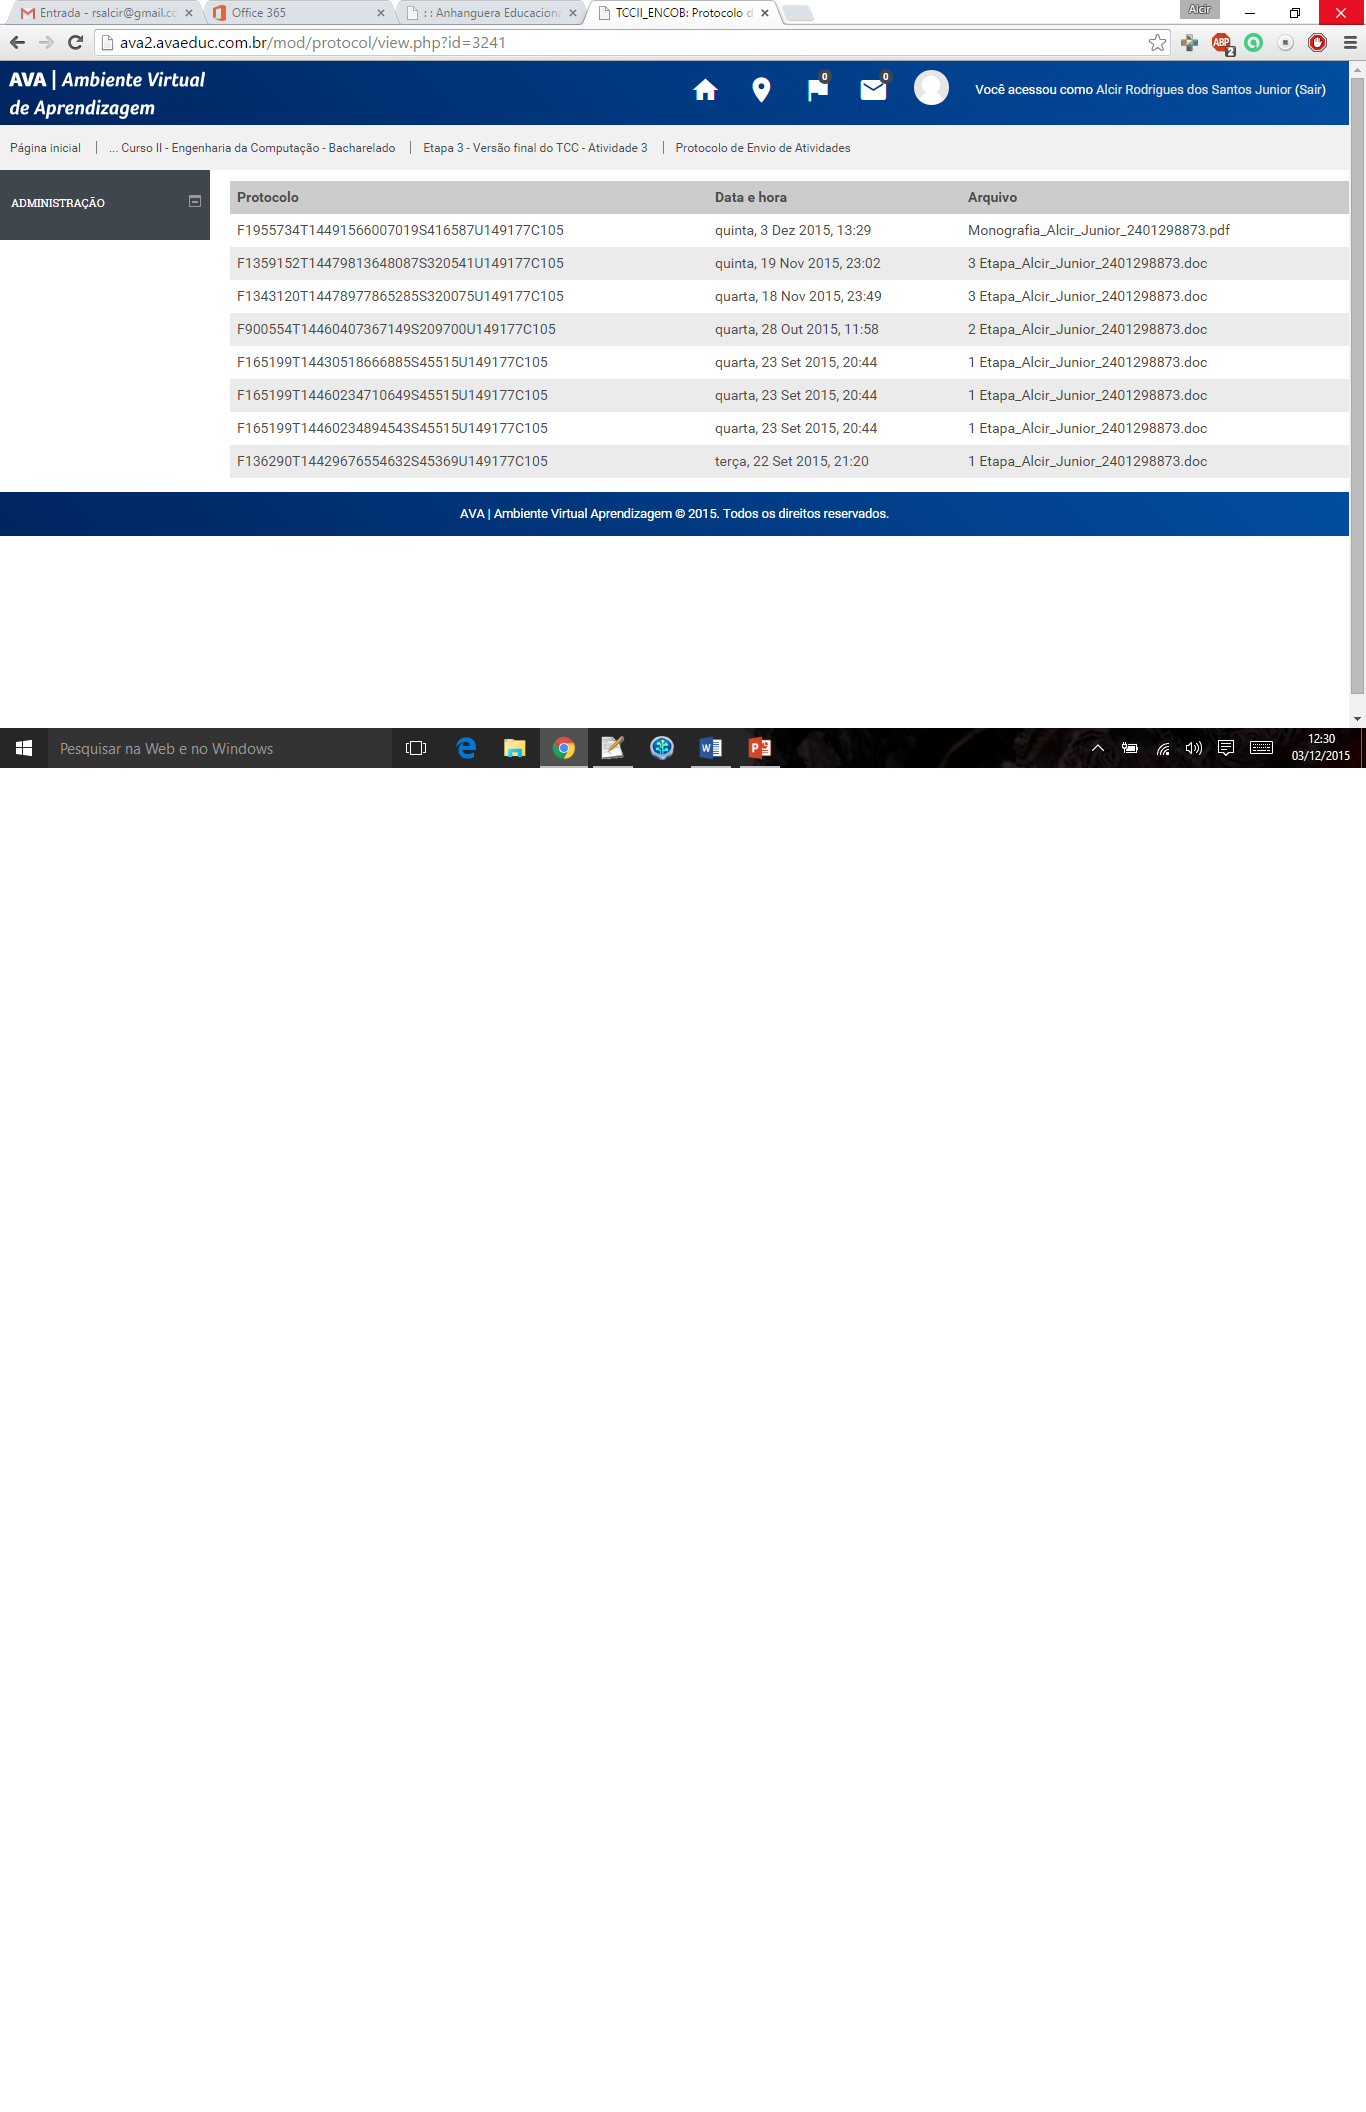 Entrada - rsalcir@gmail.cc
Office 365
: : Anhanguera Educaciona
TCCII_ENCOB: Protocolo d
Alcir
ava2.avaeduc.com.br/mod/protocol/view.php?id=3241
ABP
2
AVA | Ambiente Virtual
de Aprendizagem
0
0
Você acessou como Alcir Rodrigues dos Santos Junior (Sair)
Página inicial | ... Curso II - Engenharia da Computação - Bacharelado | Etapa 3 - Versão final do TCC - Atividade 3 | Protocolo de Envio de Atividades
ADMINISTRAÇÃO
Protocolo Data e hora Arquivo
F1955734T14491566007019S416587U149177C105 quinta, 3 Dez 2015, 13:29 Monografia_Alcir_Junior_2401298873.pdf
F1359152T14479813648087S320541U149177C105 quinta, 19 Nov 2015, 23:02 3 Etapa_Alcir_Junior_2401298873.doc
F1343120T14478977865285S320075U149177C105 quarta, 18 Nov 2015, 23:49 3 Etapa_Alcir_Junior_2401298873.doc
F900554T14460407367149S209700U149177C105 quarta, 28 Out 2015, 11:58 2 Etapa_Alcir_Junior_2401298873.doc
F165199T14430518666885S45515U149177C105 quarta, 23 Set 2015, 20:44 1 Etapa_Alcir_Junior_2401298873.doc
F165199T14460234710649S45515U149177C105 quarta, 23 Set 2015, 20:44 1 Etapa_Alcir_Junior_2401298873.doc
F165199T14460234894543S45515U149177C105 quarta, 23 Set 2015, 20:44 1 Etapa_Alcir_Junior_2401298873.doc
F136290T14429676554632S45369U149177C105 terça, 22 Set 2015, 21:20 1 Etapa_Alcir_Junior_2401298873.doc
AVA | Ambiente Virtual Aprendizagem © 2015. Todos os direitos reservados.
Pesquisar na Web e no Windows
12:30
03/12/2015